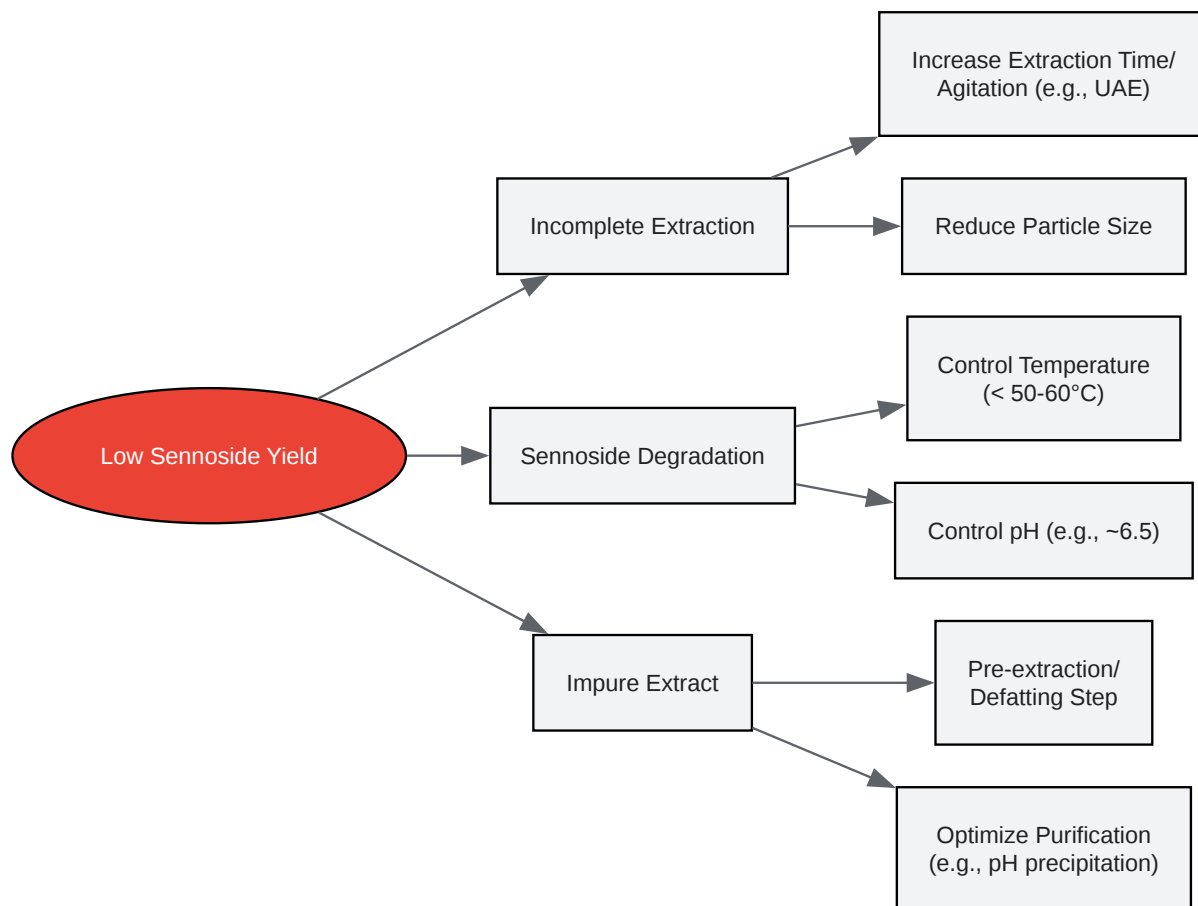 Increase Extraction Time/
Agitation (e.g., UAE)
Incomplete Extraction
Reduce Particle Size
Control Temperature
(< 50-60°C)
Low Sennoside Yield
Sennoside Degradation
Control pH (e.g., ~6.5)
Pre-extraction/
Defatting Step
Impure Extract
Optimize Purification
(e.g., pH precipitation)